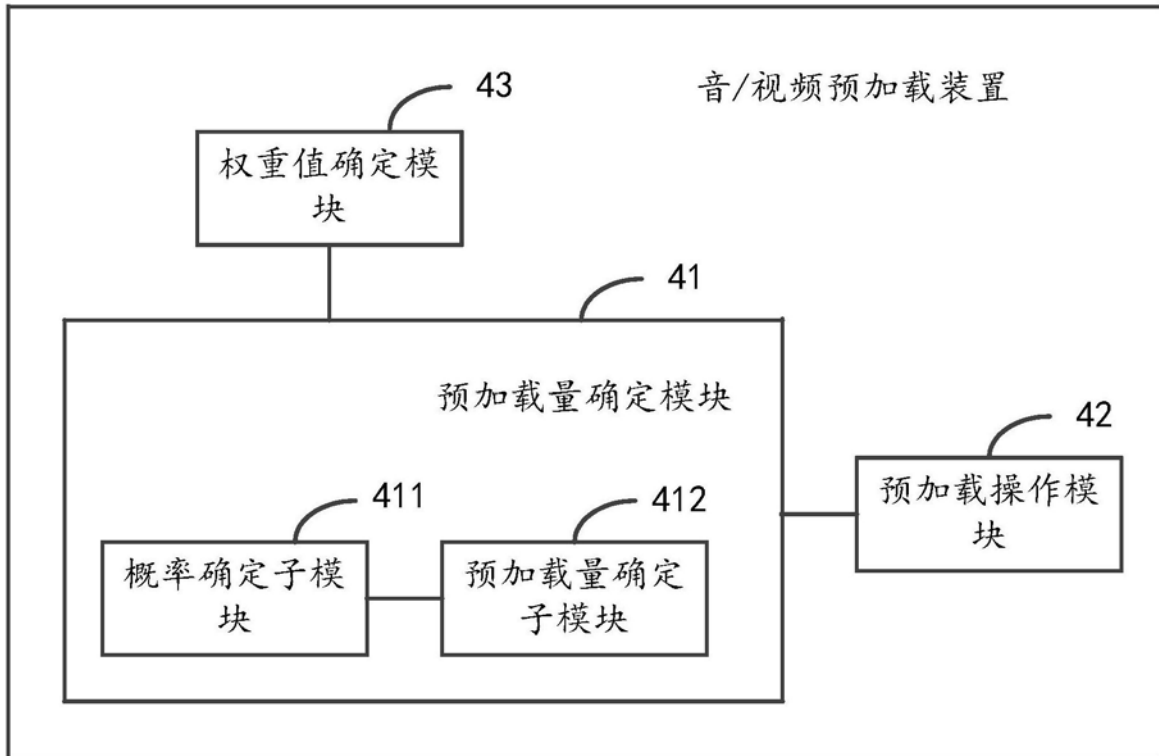 音/视频预加载装置
43
权重值确定模
块
41
预加载量确定模块
42
预加载操作模
块
411
412
概率确定子模
块
预加载量确定
子模块